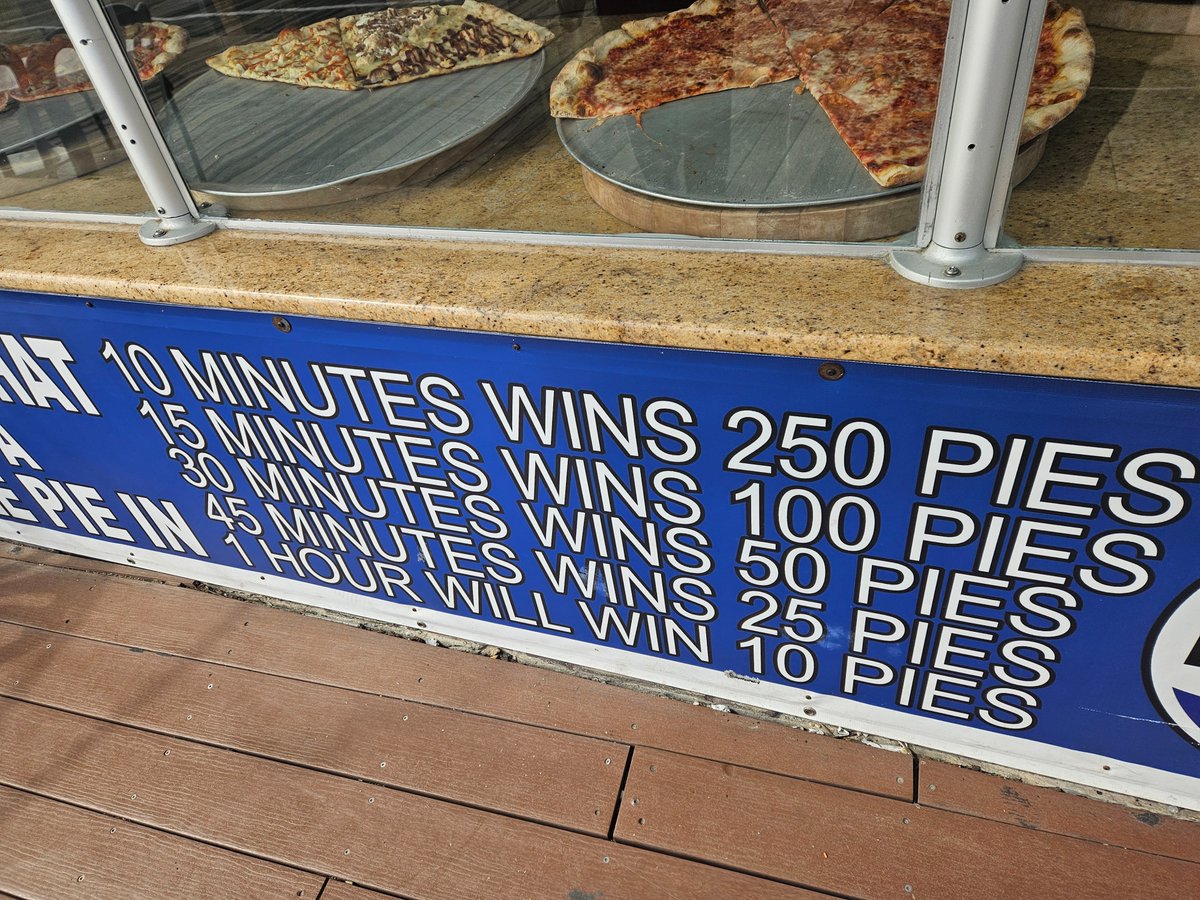 HAT
A
E PIE IN
10 MINUTES WINS 250 PIES
15 MINUTES WINS 100 PIES
30 MINUTES WINS 50 PIES
45 MINUTES WINS 25 PIES
1 HOUR WILL WIN 10 PIES